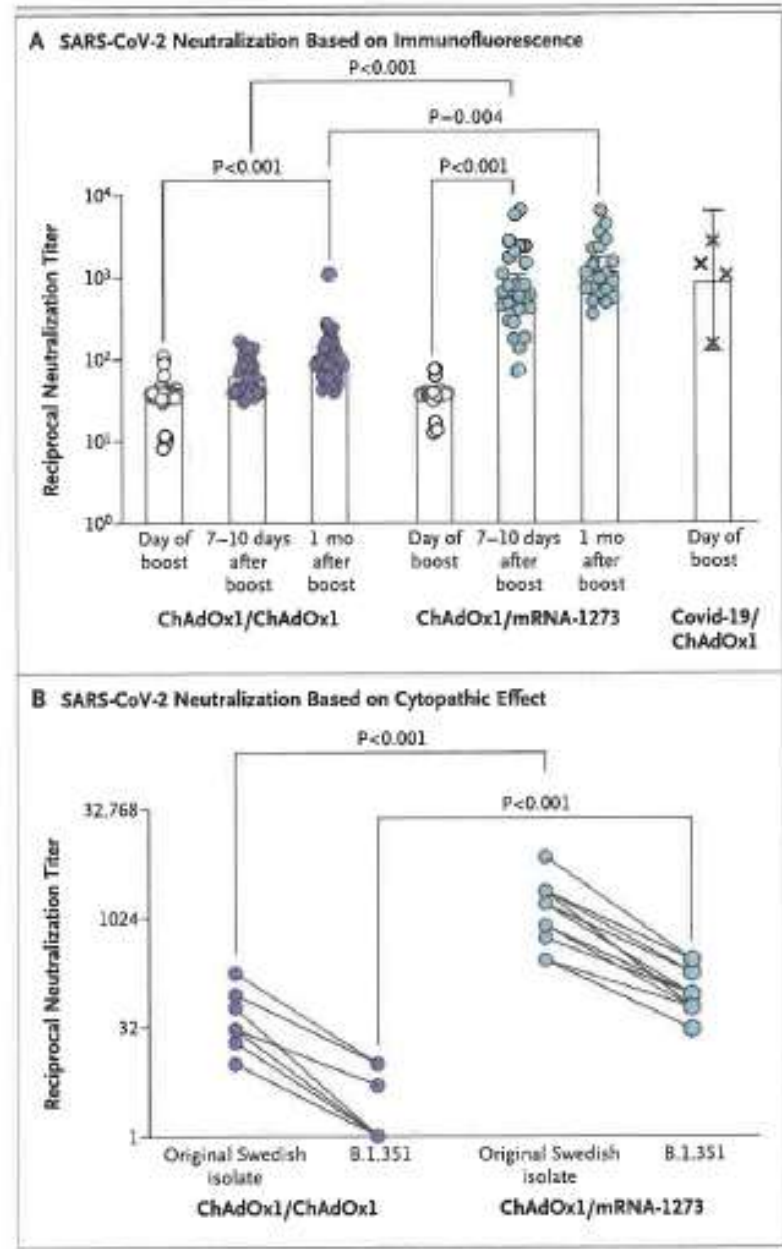 A SARS-CoV-2 Neutralization Based on Immunofluorescence
P<0.001
P=0.004
P<0.001
P<0.001
Reciprocal Neutralization Titer
10⁴
10³
10²
10¹
10⁰
Day of boost
7–10 days after boost
1 mo after boost
Day of boost
7–10 days after boost
1 mo after boost
Day of boost
ChAdOx1/ChAdOx1
ChAdOx1/mRNA-1273
Covid-19/
ChAdOx1
B SARS-CoV-2 Neutralization Based on Cytopathic Effect
P<0.001
P<0.001
Reciprocal Neutralization Titer
32,768
1024
32
1
Original Swedish isolate
B.1.351
Original Swedish isolate
B.1.351
ChAdOx1/ChAdOx1
ChAdOx1/mRNA-1273